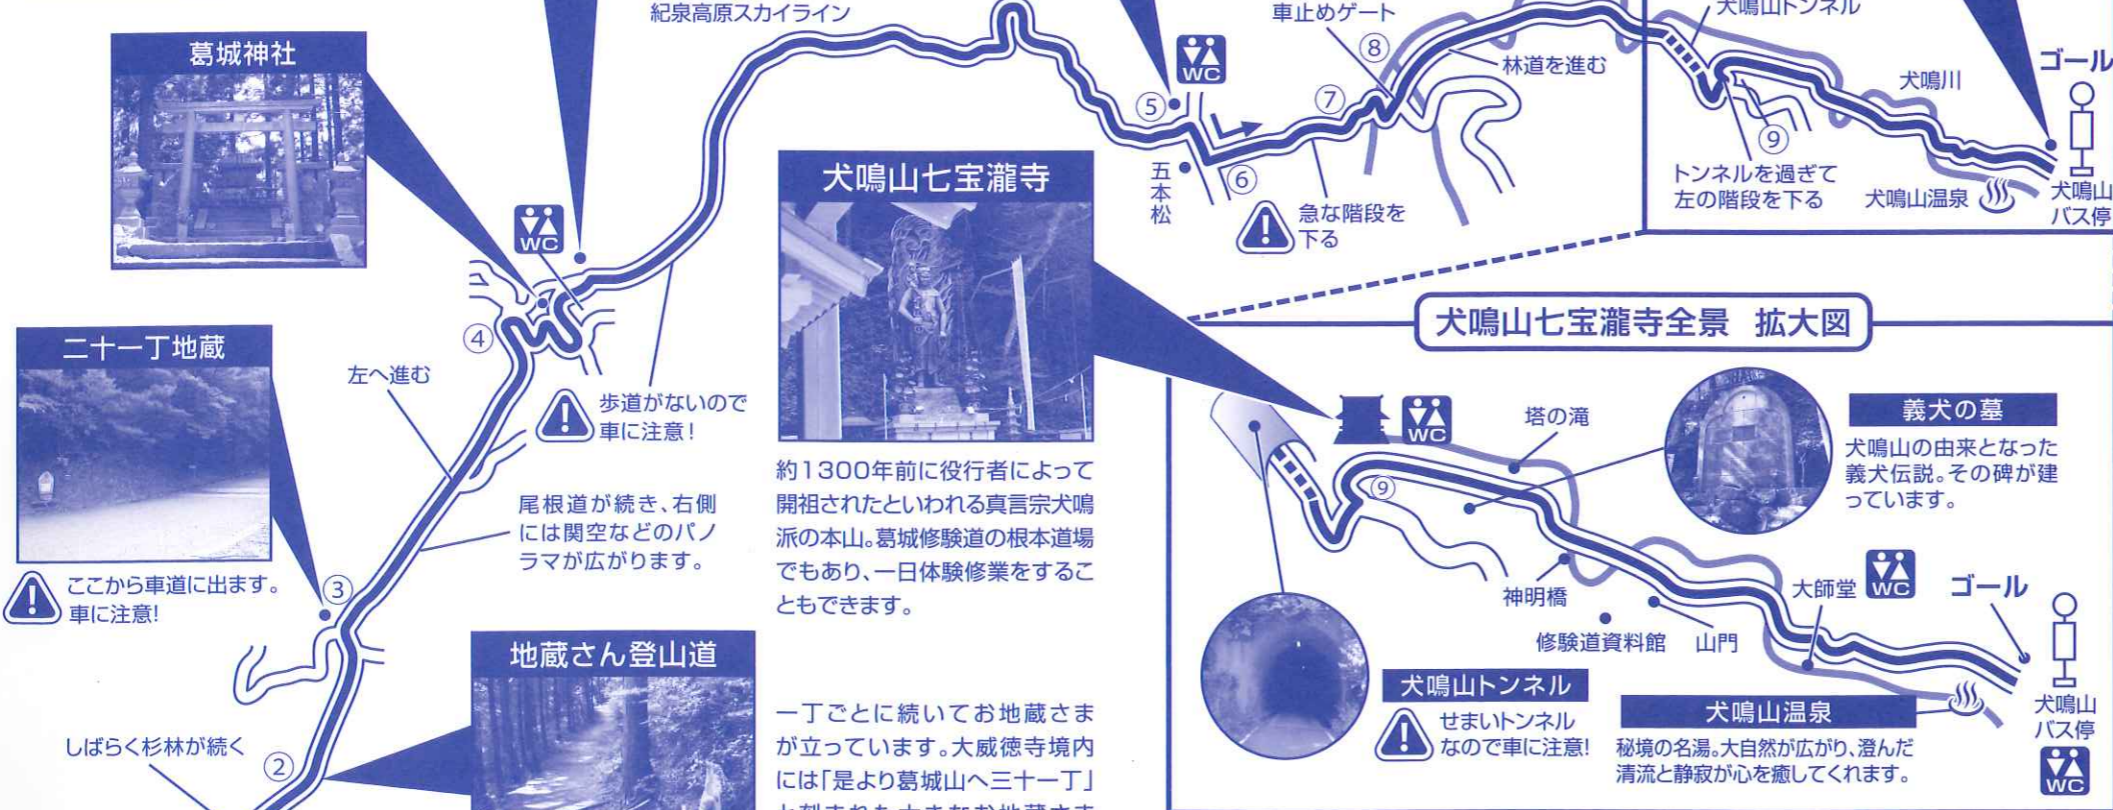 紀泉高原スカイライン
車止めゲート
犬鳴山トンネル
葛城神社
WC
⑧
林道を進む
犬鳴川
ゴール
⑤
⑦
⑨
トンネルを過ぎて
左の階段を下る
犬鳴山温泉
犬鳴山
バス停
五本松
⑥
急な階段を
下る
犬鳴山七宝瀧寺
WC
④
二十一丁地蔵
左へ進む
歩道がないので
車に注意!
尾根道が続き、右側
には関空などのパノ
ラマが広がります。
ここから車道に出ます。
車に注意!
③
約1300年前に役行者によって
開祖されたといわれる真言宗犬鳴
派の本山。葛城修験道の根本道場
でもあり、一日体験修業をするこ
ともできます。
地蔵さん登山道
しばらく杉林が続く
②
一丁ごとに続いてお地蔵さま
が立っています。大威徳寺境内
には「是より葛城山へ三十一丁」
と刻まれた大きなお地蔵さま
犬鳴山七宝瀧寺全景 拡大図
WC
塔の滝
義犬の墓
犬鳴山の由来となった
義犬伝説。その碑が建
っています。
⑨
神明橋
修験道資料館
山門
大師堂
WC
ゴール
犬鳴山トンネル
せまいトンネル
なので車に注意!
犬鳴山温泉
秘境の名湯。大自然が広がり、澄んだ
清流と静寂が心を癒してくれます。
犬鳴山
バス停
WC